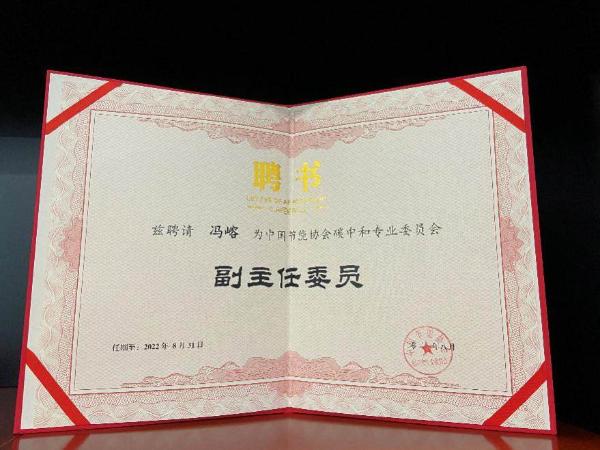 聘书
兹聘请 冯嵱 为中国节能协会碳中和专业委员会
副主任委员
任期至：2022年8月31日